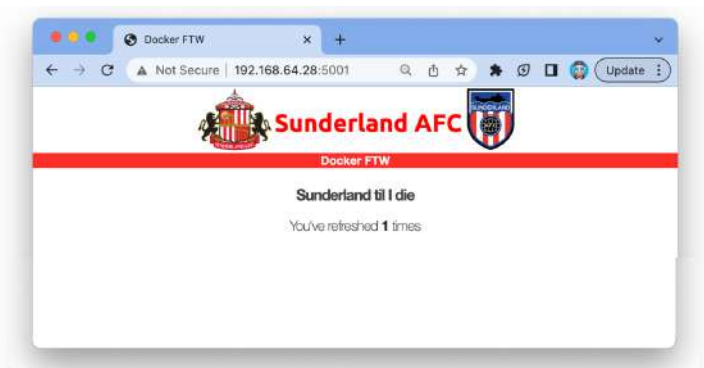 Docker FTW
Update
Not Secure 192.168.64.28:5001
Sunderland AFC
SUNDERLAND
Docker FTW
Sunderland til I die
You've refreshed 1 times